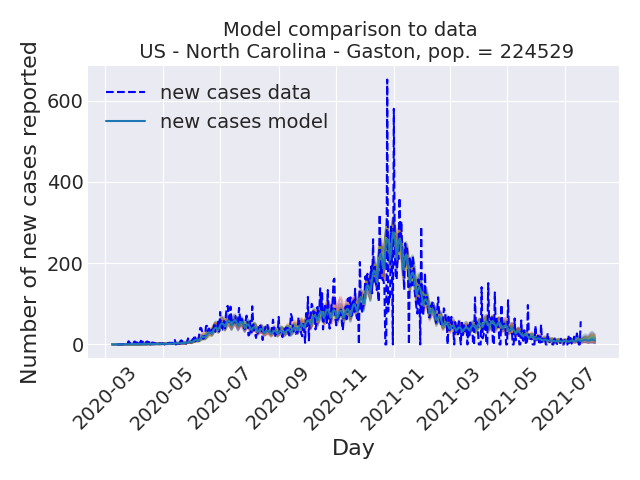 Model comparison to data
US - North Carolina - Gaston, pop. = 224529
Number of new cases reported
600
400
200
0
new cases data
new cases model
2020-03
2020-05
2020-07
2020-09
2020-11
2021-01
2021-03
2021-05
2021-07
Day